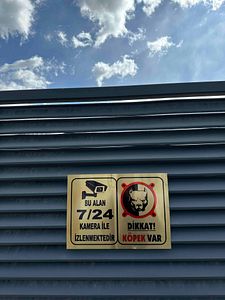 BU ALAN
7/24
KAMERA İLE
İZLENMEKTEDİR
DİKKAT!
KÖPEK VAR